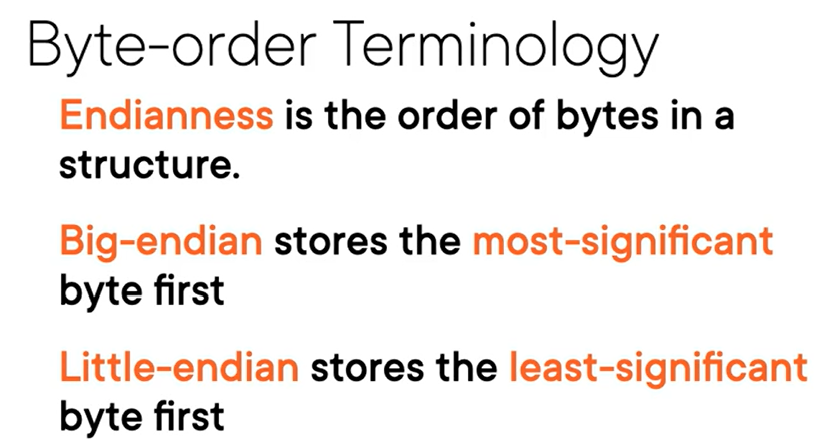 Byte-order Terminology
Endianness is the order of bytes in a
structure.
Big-endian stores the most-significant
byte first
Little-endian stores the least-significant
byte first